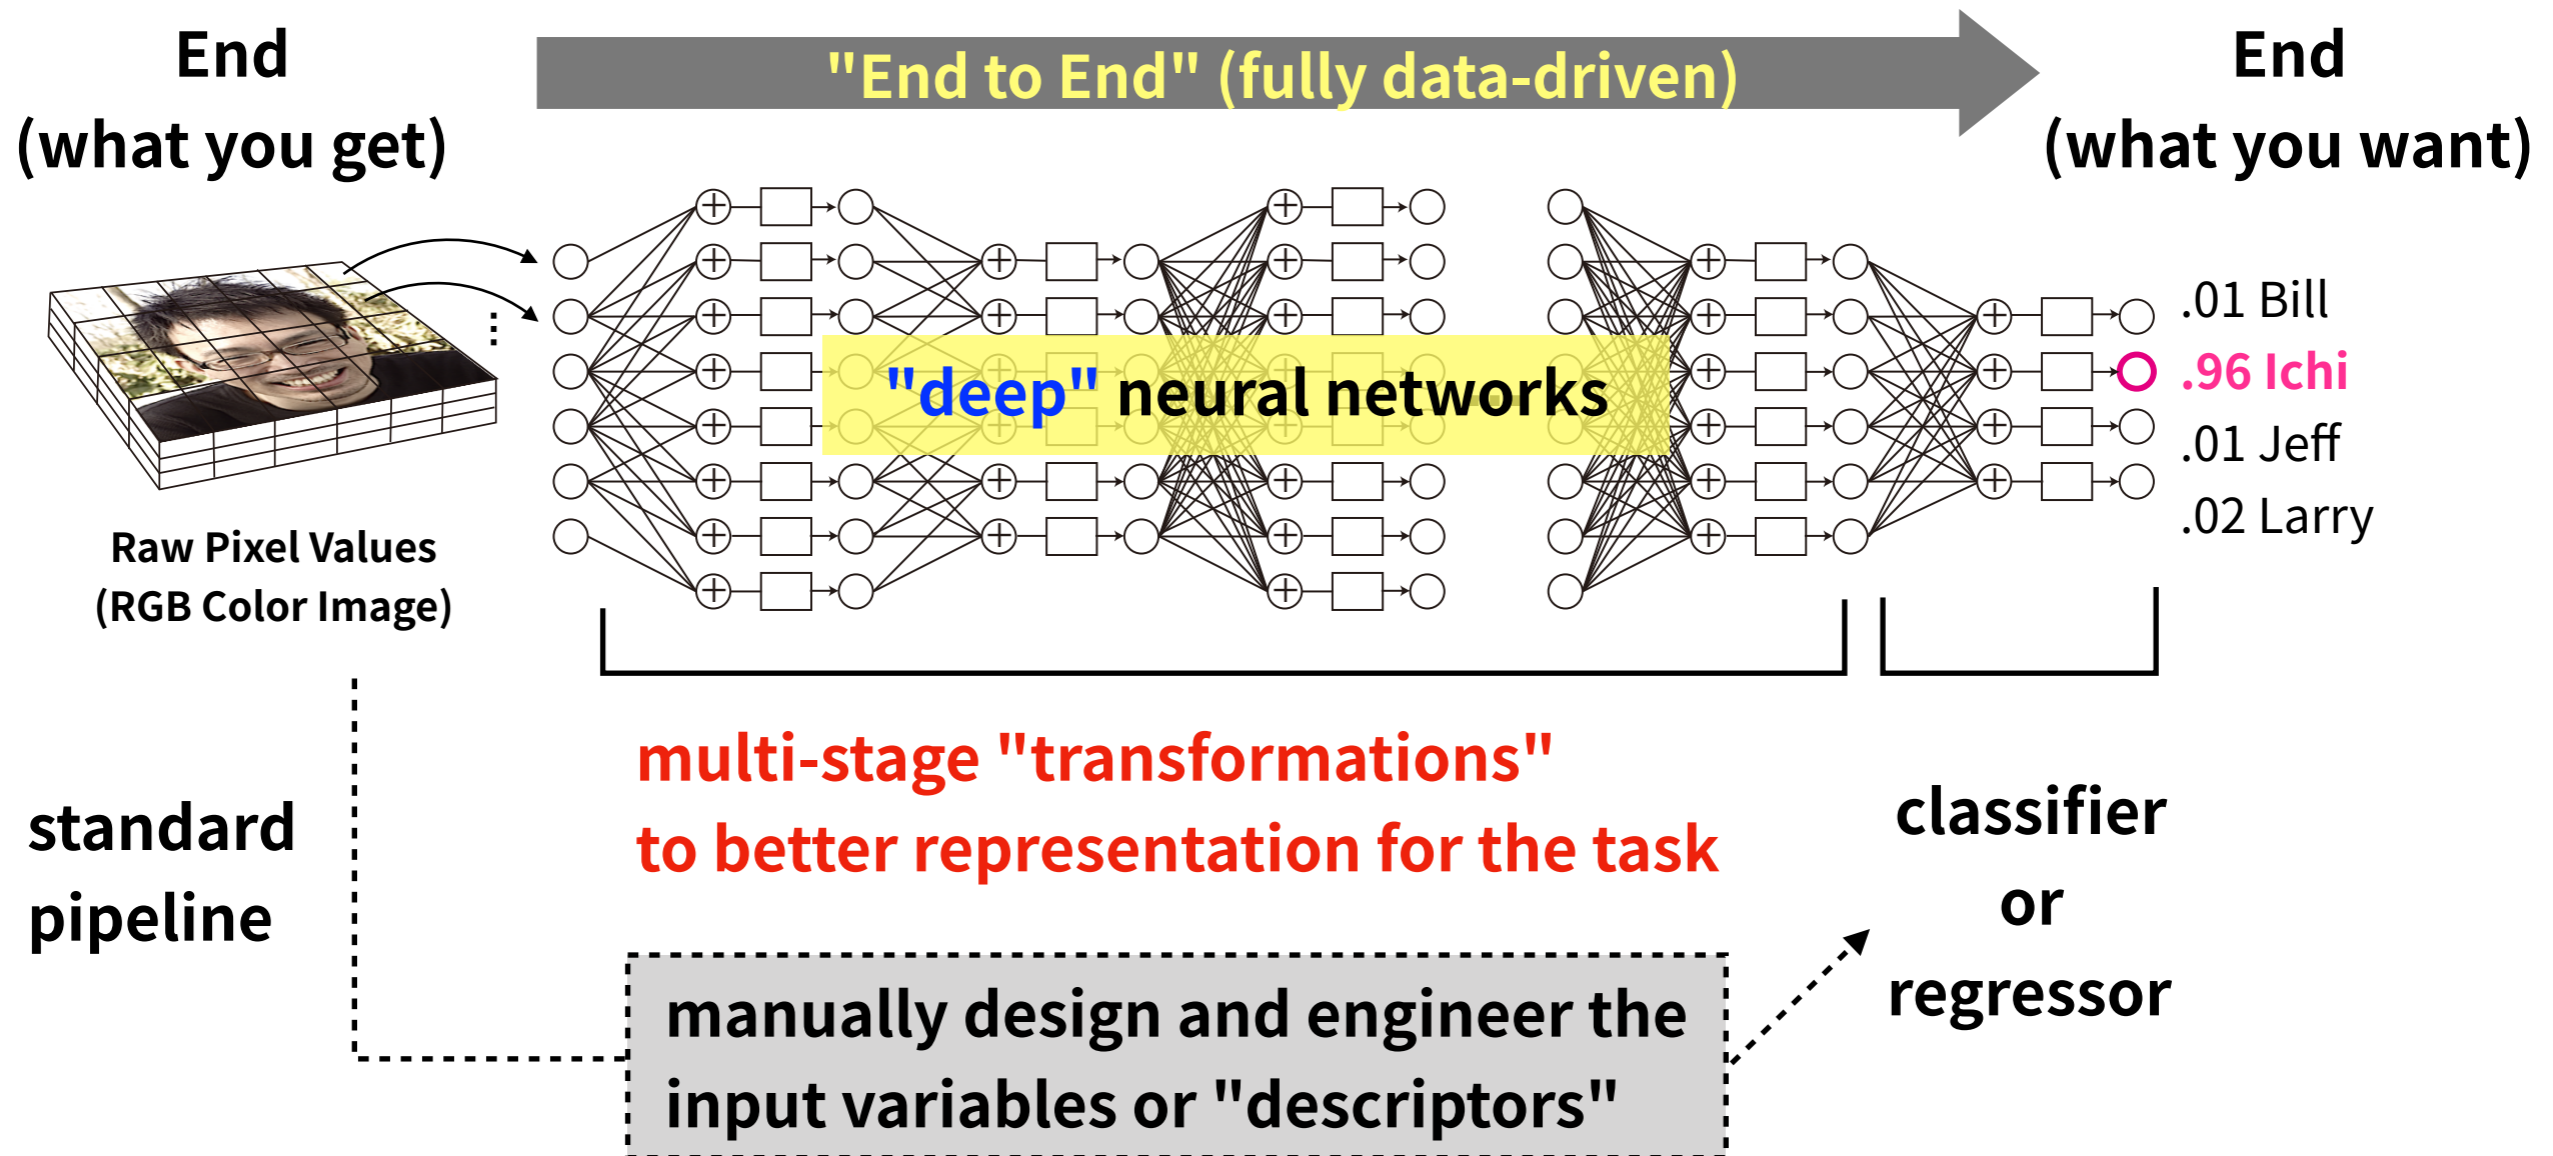 End
(what you get)
"End to End" (fully data-driven)
End
(what you want)
"deep" neural networks
.01 Bill
.96 Ichi
.01 Jeff
.02 Larry
Raw Pixel Values
(RGB Color Image)
multi-stage "transformations"
to better representation for the task
classifier
or
regressor
standard
pipeline
manually design and engineer the
input variables or "descriptors"